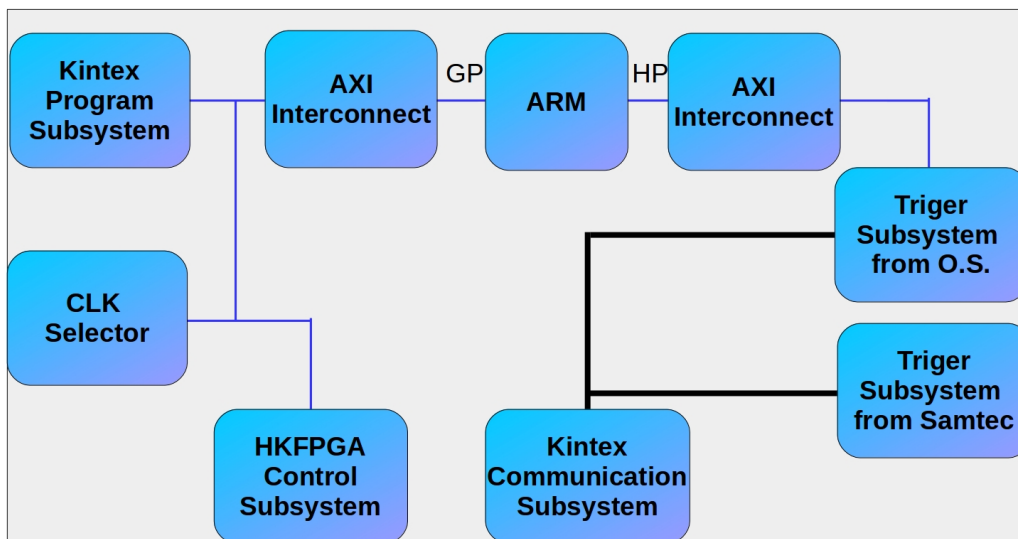 Kintex
Program
Subsystem
AXI
Interconnect
GP
ARM
HP
AXI
Interconnect
Triger
Subsystem
from O.S.
CLK
Selector
Triger
Subsystem
from Samtec
HKFPGA
Control
Subsystem
Kintex
Communication
Subsystem